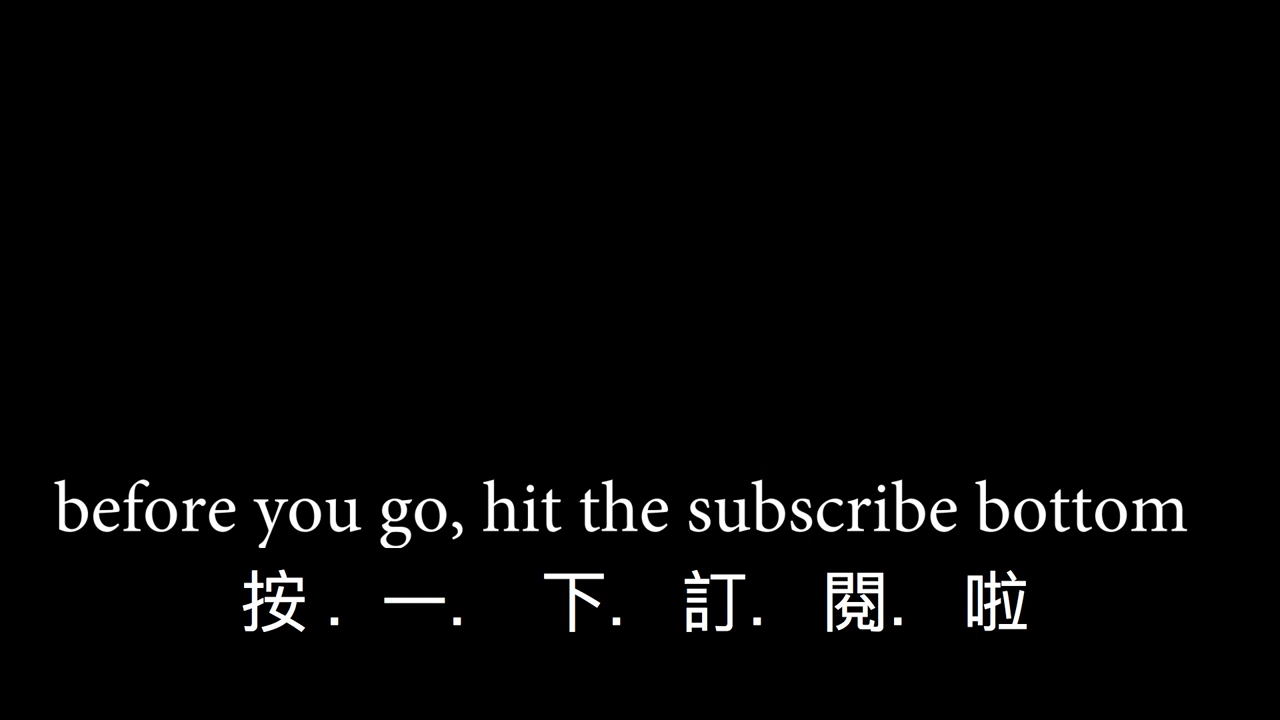 before you go, hit the subscribe bottom
按 . 一. 下. 訂. 閱. 啦